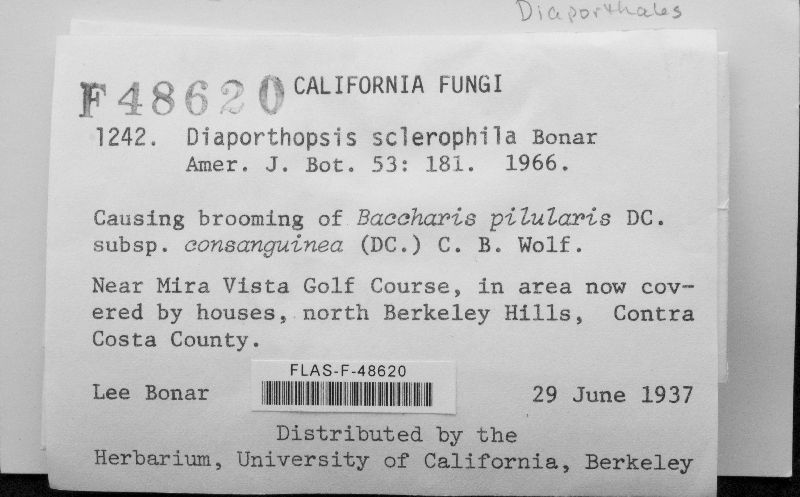 Diaporthales
F48620 CALIFORNIA FUNGI
1242. Diaporthopsis sclerophila Bonar
Amer. J. Bot. 53: 181. 1966.
Causing brooming of Baccharis pilularis DC.
subsp. consanguinea (DC.) C. B. Wolf.
Near Mira Vista Golf Course, in area now cov-
ered by houses, north Berkeley Hills, Contra
Costa County.
FLAS-F-48620
Lee Bonar 29 June 1937
Distributed by the
Herbarium, University of California, Berkeley